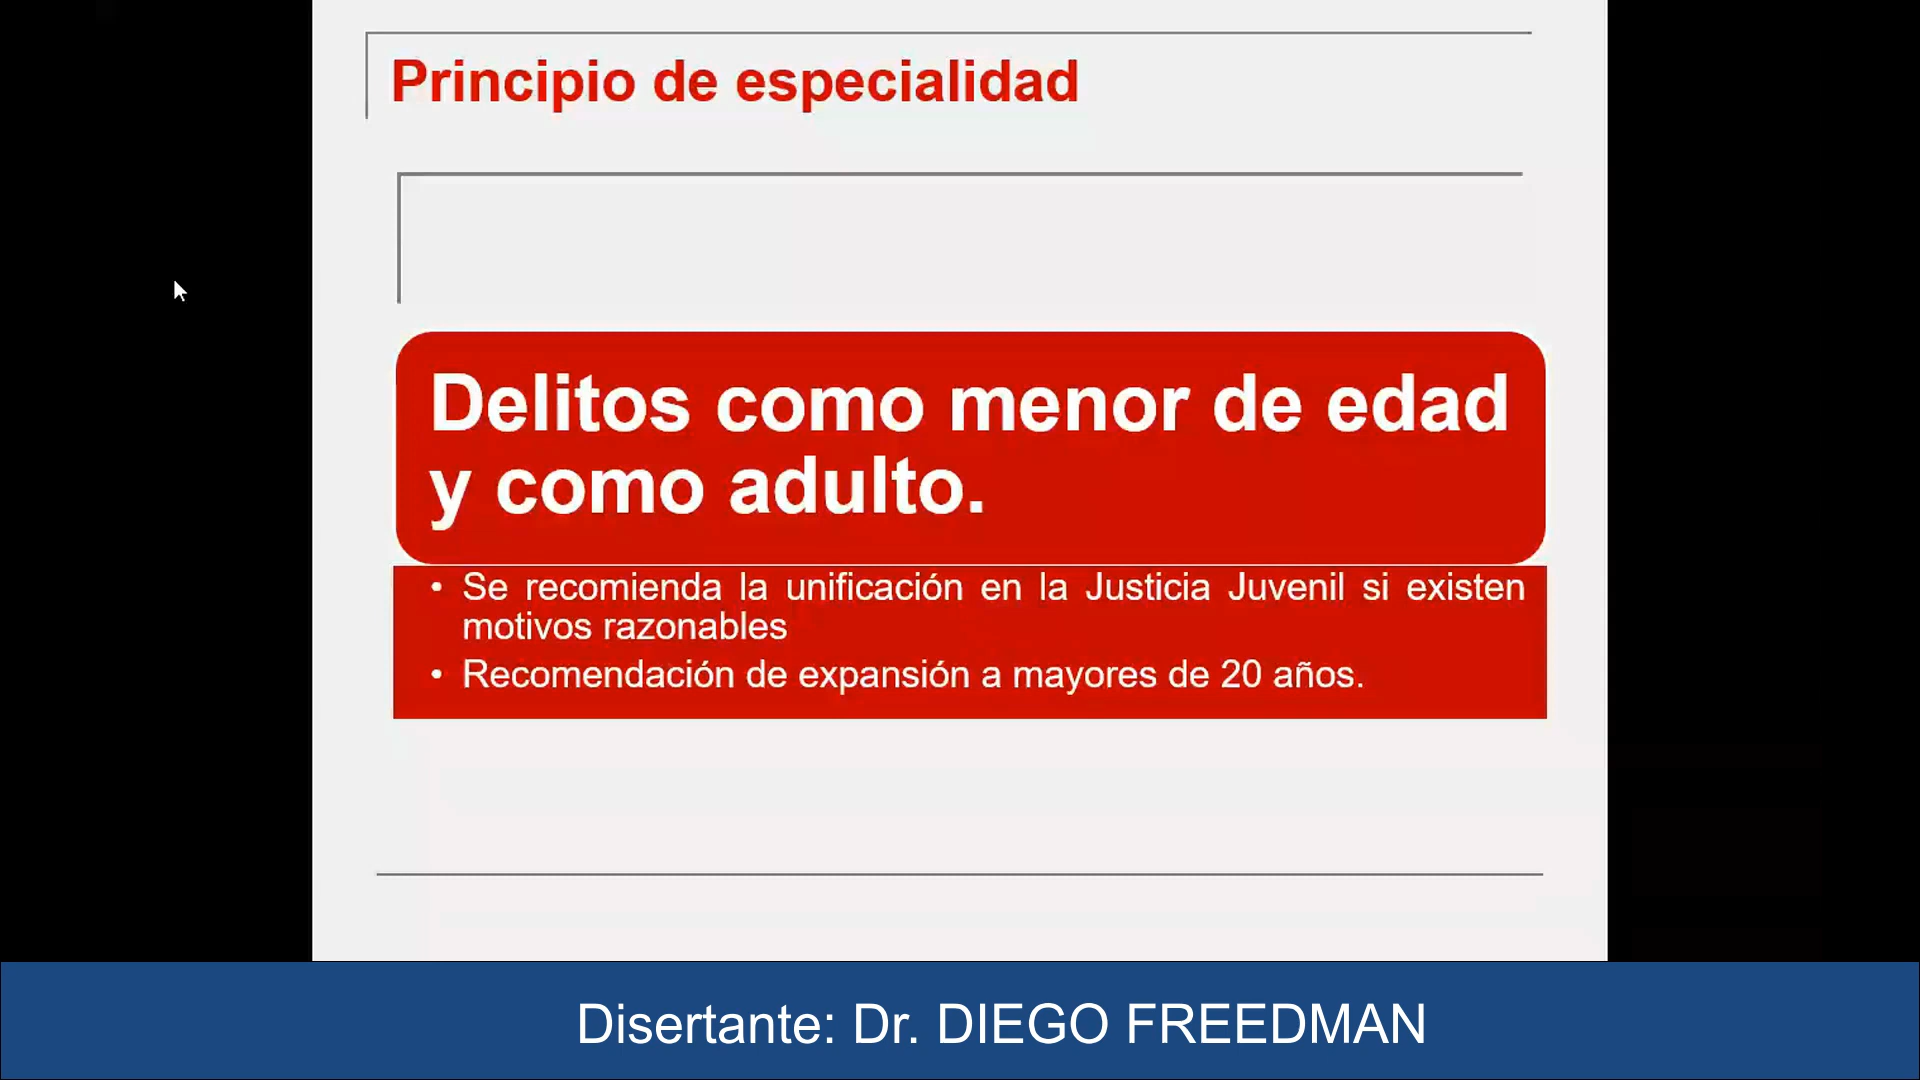 Principio de especialidad
Delitos como menor de edad
y como adulto.
• Se recomienda la unificación en la Justicia Juvenil si existen
motivos razonables
• Recomendación de expansión a mayores de 20 años.
Disertante: Dr. DIEGO FREEDMAN